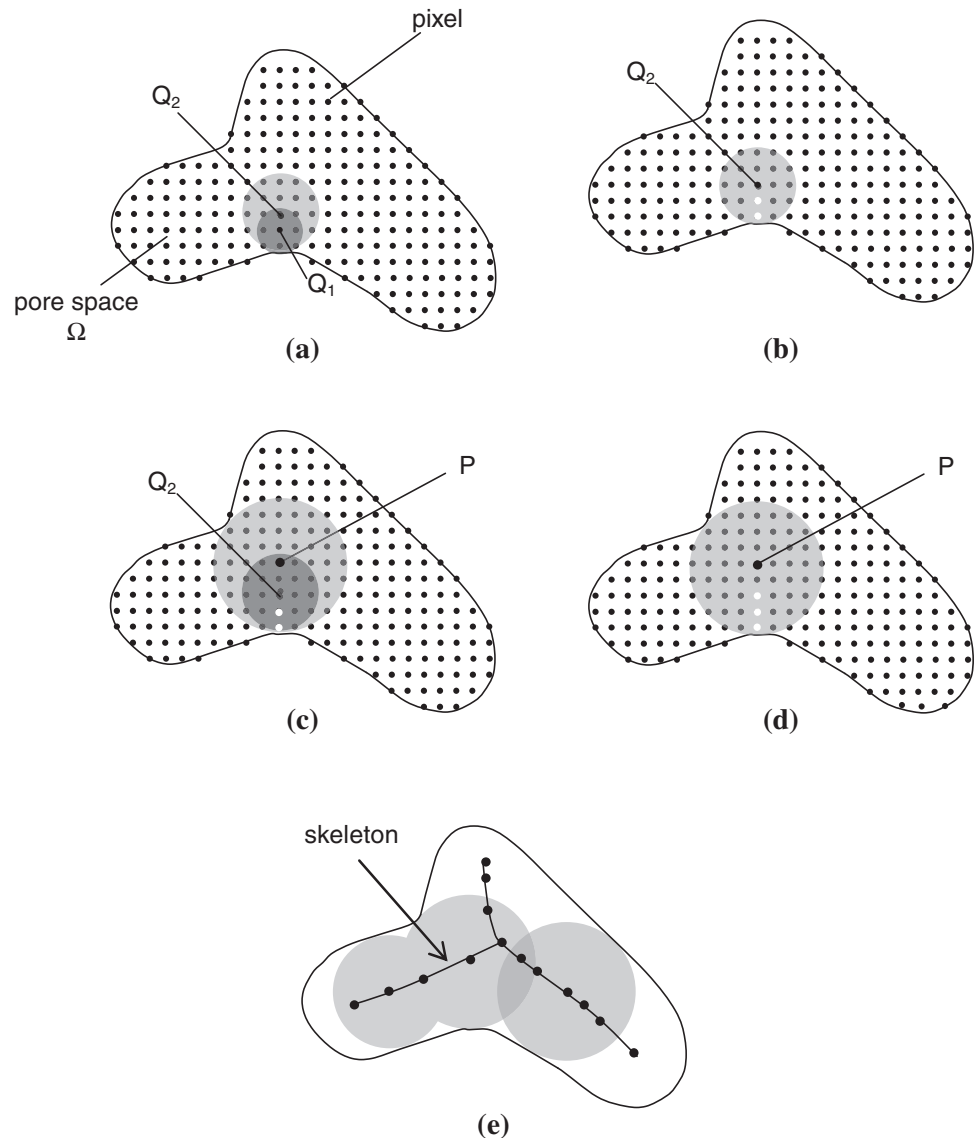 pixel
Q2
Q2
Q1
pore space
Ω
(a)
(b)
P
Q2
P
(c)
(d)
skeleton
(e)